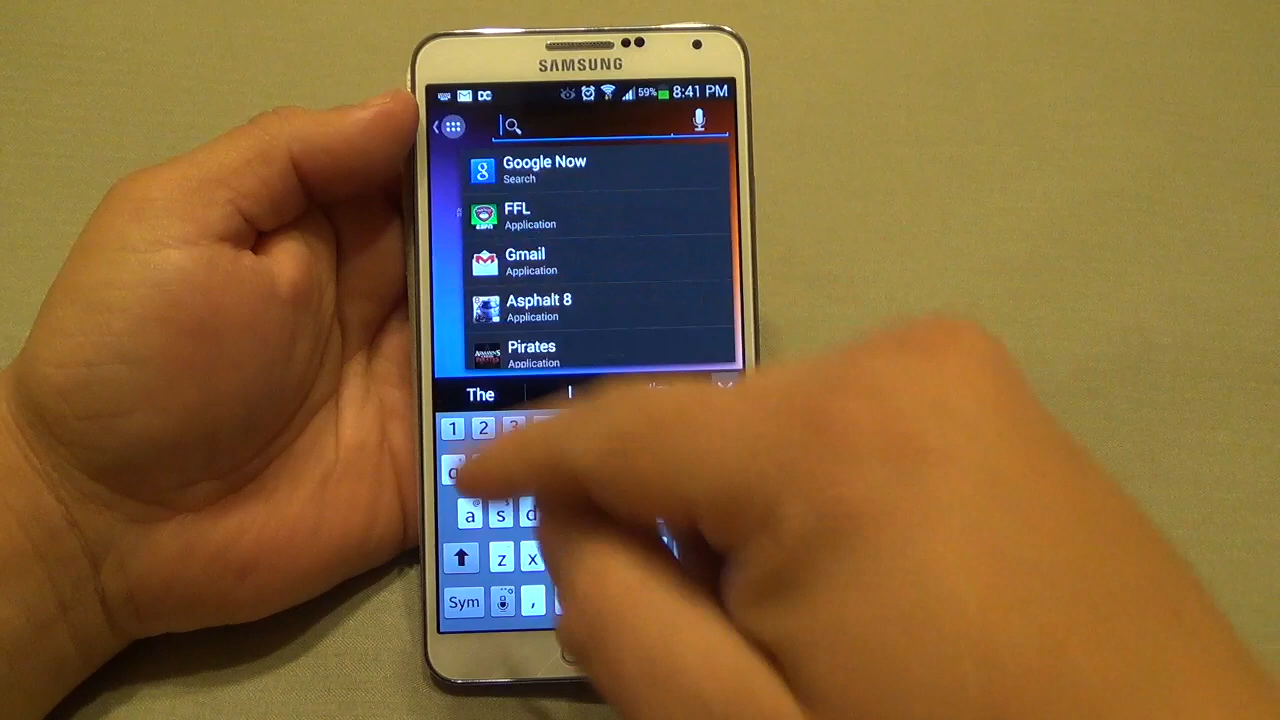 SAMSUNG
DC 59% 8:41 PM
Google Now
Search
FFL
Application
Gmail
Application
Asphalt 8
Application
Pirates
Application
The I
1 2 3
q
a s d
z x
Sym ,